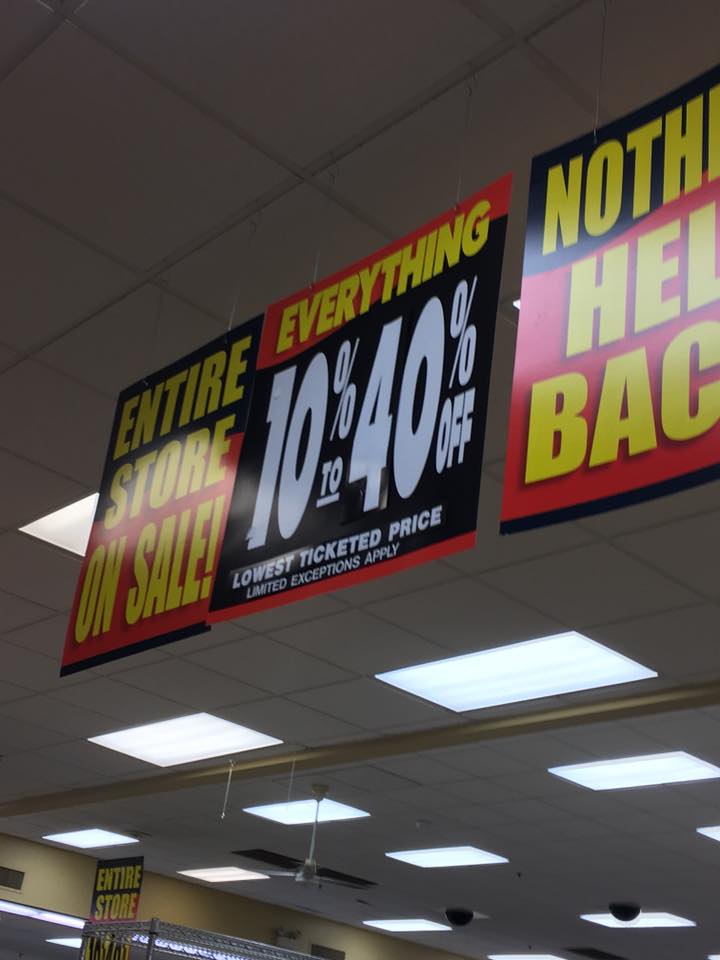 ENTIRE
STORE
ON SALE!
EVERYTHING
10% TO 40% OFF
LOWEST TICKETED PRICE
LIMITED EXCEPTIONS APPLY
NOTH
HEL
BAC
ENTIRE
STORE